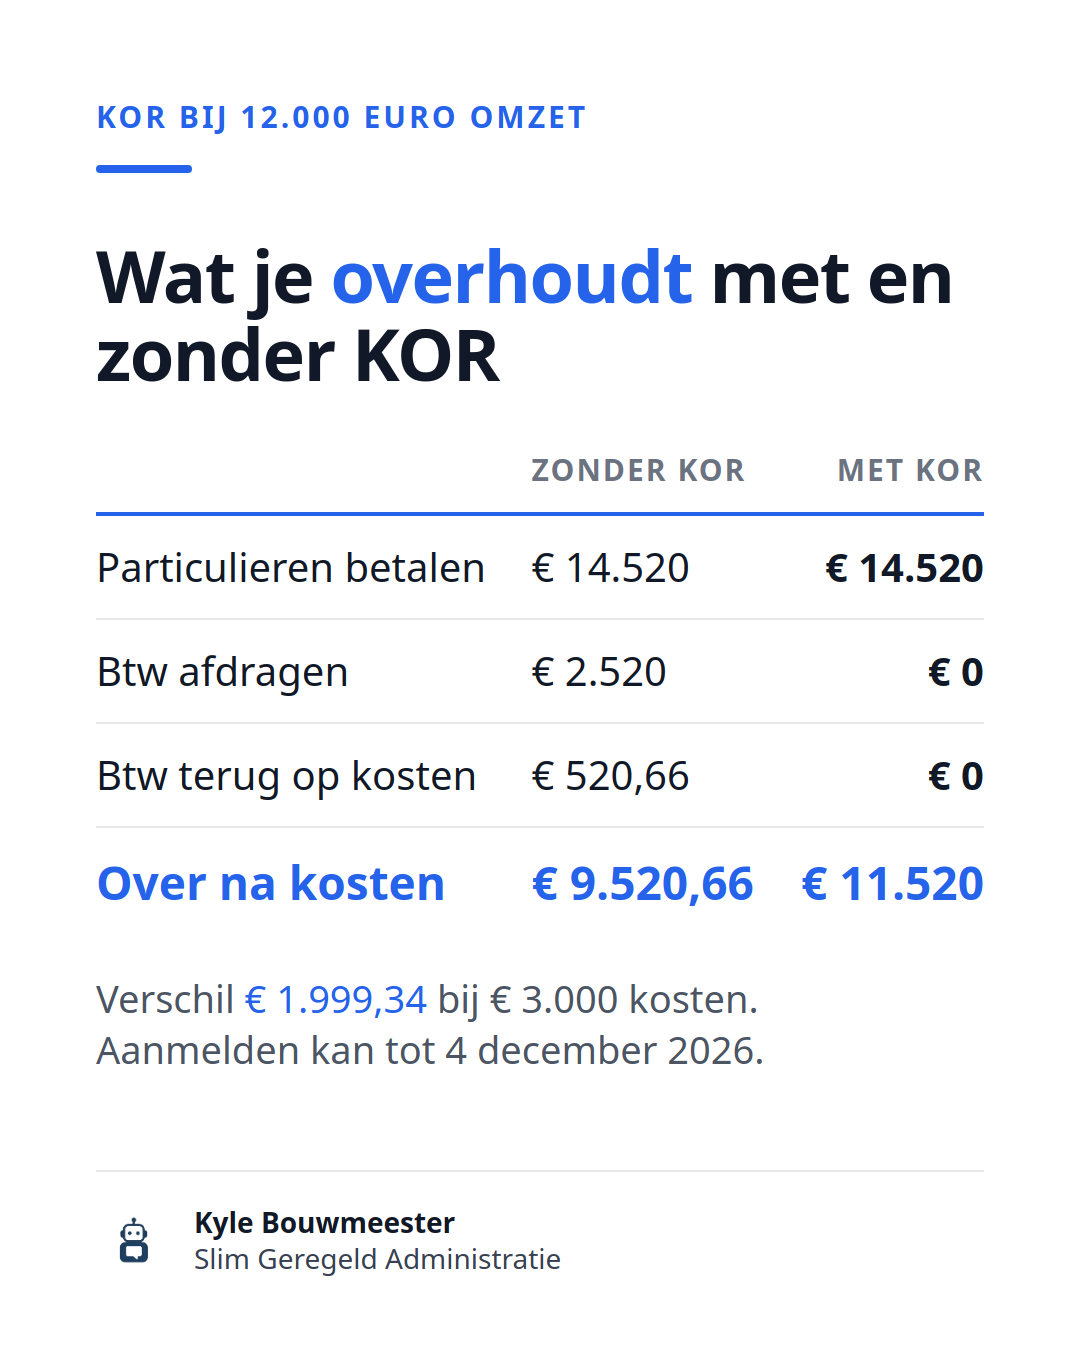 KOR BIJ 12.000 EURO OMZET
Wat je overhoudt met en
zonder KOR
ZONDER KOR MET KOR
Particulieren betalen € 14.520 € 14.520
Btw afdragen € 2.520 € 0
Btw terug op kosten € 520,66 € 0
Over na kosten € 9.520,66 € 11.520
Verschil € 1.999,34 bij € 3.000 kosten.
Aanmelden kan tot 4 december 2026.
Kyle Bouwmeester
Slim Geregeld Administratie